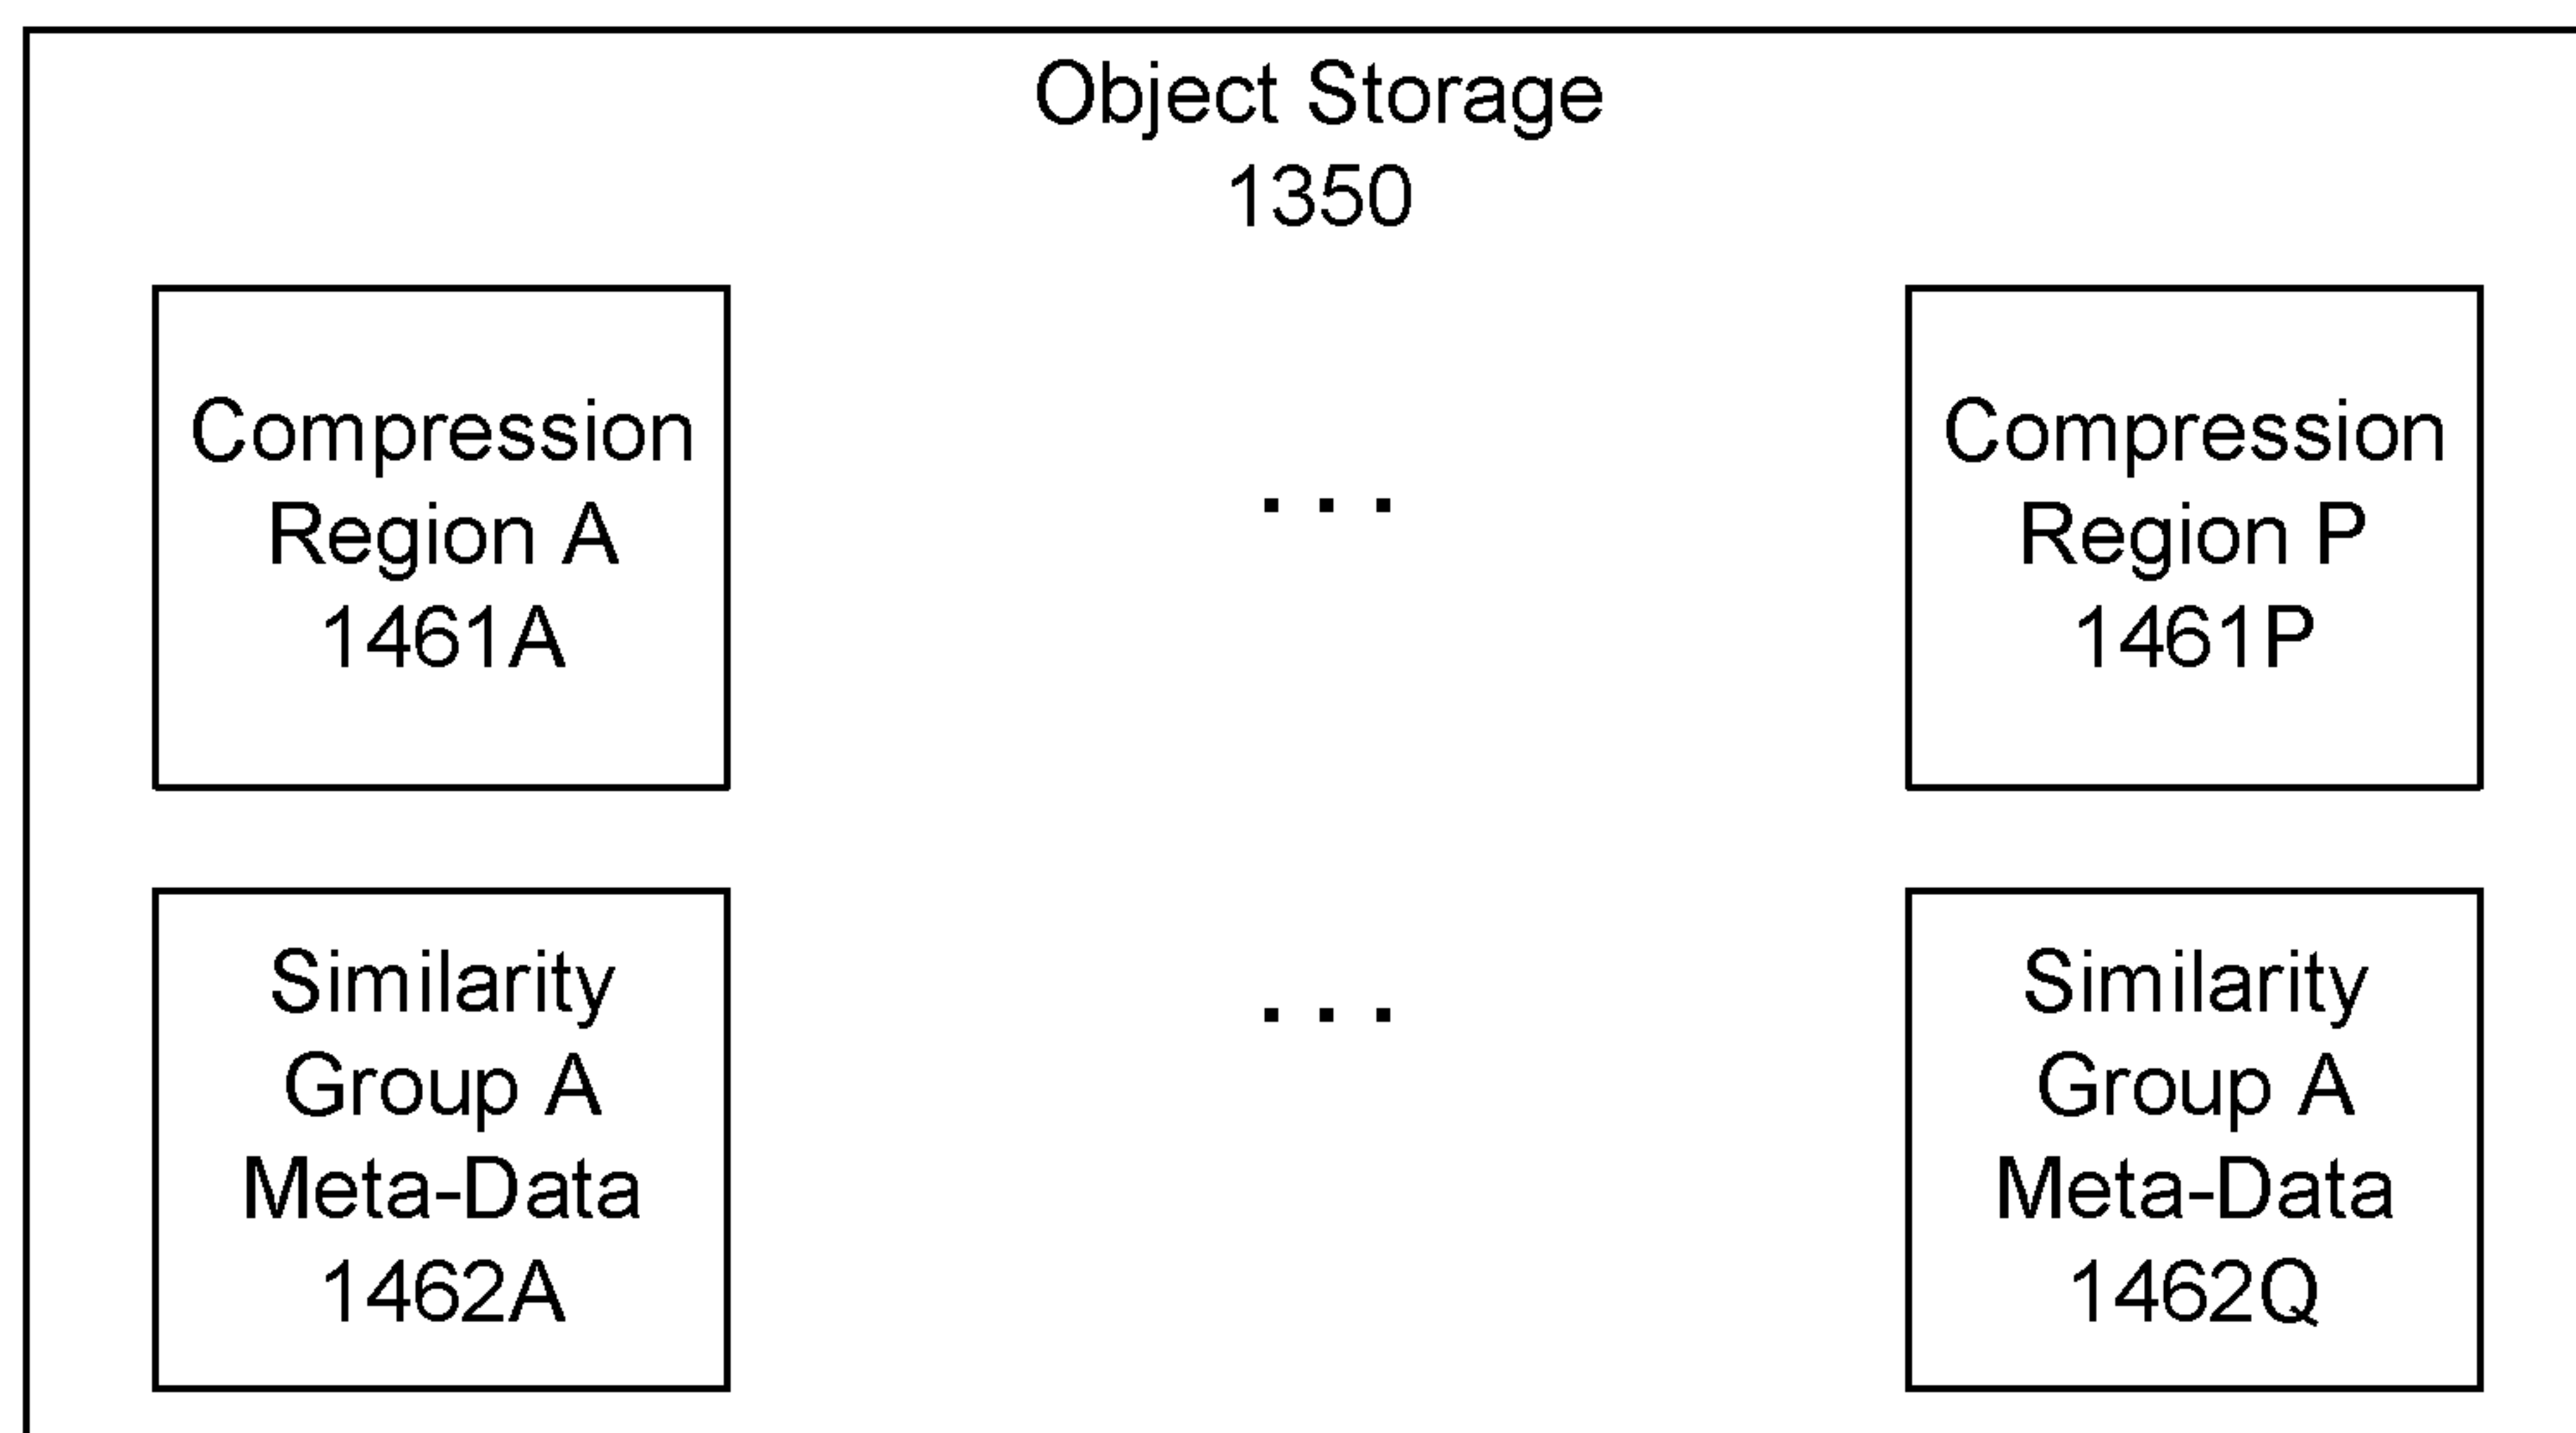 Object Storage
1350
Compression
Region A
1461A
. . .
Compression
Region P
1461P
Similarity
Group A
Meta-Data
1462A
. . .
Similarity
Group A
Meta-Data
1462Q